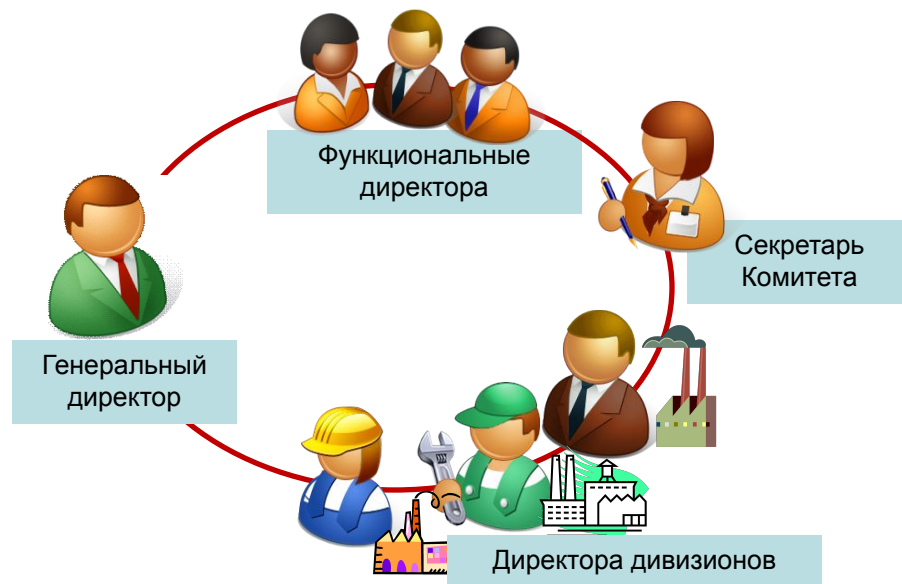 Функциональные
директора
Секретарь
Комитета
Генеральный
директор
Директора дивизионов